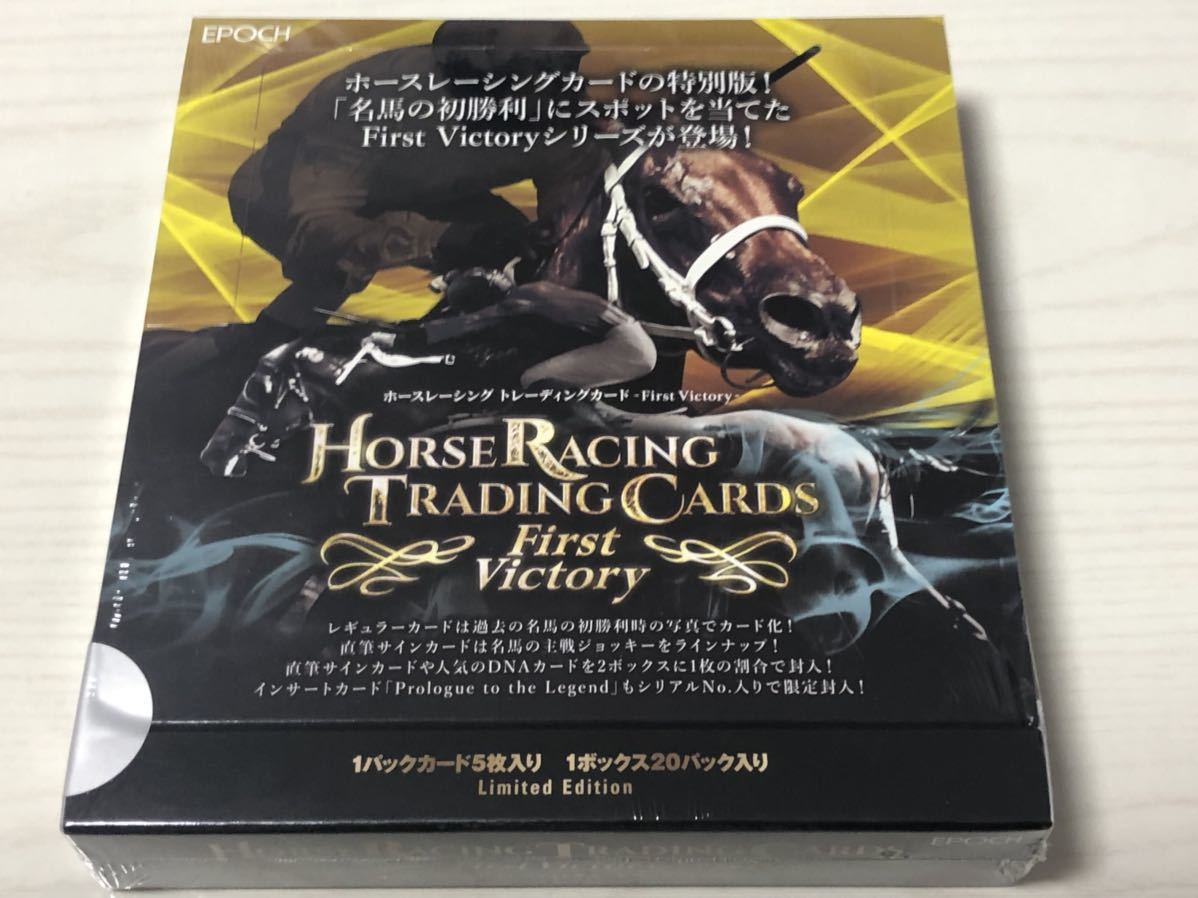 EPOCH
ホースレーシングカードの特別版！
「名馬の初勝利」にスポットを当てた
First Victoryシリーズが登場！
ホースレーシング トレーディングカード -First Victory-
HORSE RACING
TRADING CARDS
First
Victory
レギュラーカードは過去の名馬の初勝利時の写真でカード化！
直筆サインカードは名馬の主戦ジョッキーをラインナップ！
直筆サインカードや人気のDNAカードを2ボックスに1枚の割合で封入！
インサートカード「Prologue to the Legend」もシリアルNo.入りで限定封入！
1パックカード5枚入り 1ボックス20パック入り
Limited Edition
EPOCH
HORSE RACING TRADING CARDS